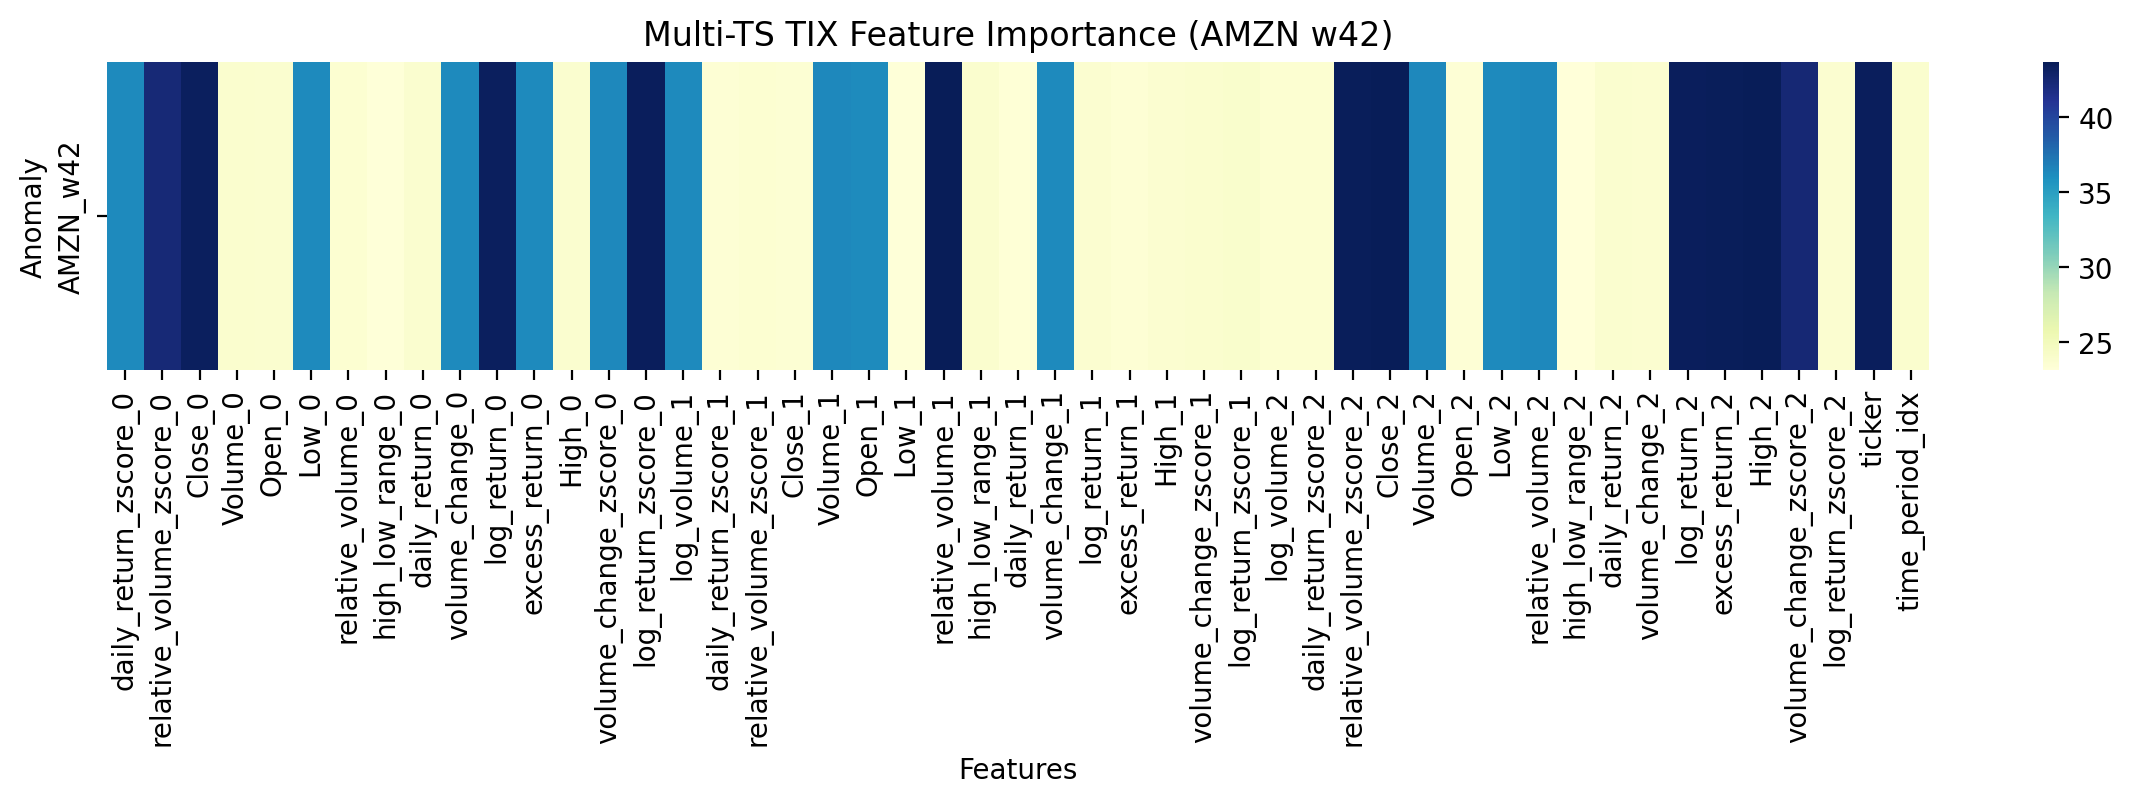 Multi-TS TIX Feature Importance (AMZN w42)
Anomaly
AMZN_w42
40
35
30
25
daily_return_zscore_0
relative_volume_zscore_0
Close_0
Volume_0
Open_0
Low_0
relative_volume_0
high_low_range_0
daily_return_0
volume_change_0
log_return_0
excess_return_0
High_0
volume_change_zscore_0
log_return_zscore_0
log_volume_1
daily_return_zscore_1
relative_volume_zscore_1
Close_1
Volume_1
Open_1
Low_1
relative_volume_1
high_low_range_1
daily_return_1
volume_change_1
log_return_1
excess_return_1
High_1
volume_change_zscore_1
log_return_zscore_1
log_volume_2
daily_return_zscore_2
relative_volume_zscore_2
Close_2
Volume_2
Open_2
Low_2
relative_volume_2
high_low_range_2
daily_return_2
volume_change_2
log_return_2
excess_return_2
High_2
volume_change_zscore_2
log_return_zscore_2
ticker
time_period_idx
Features